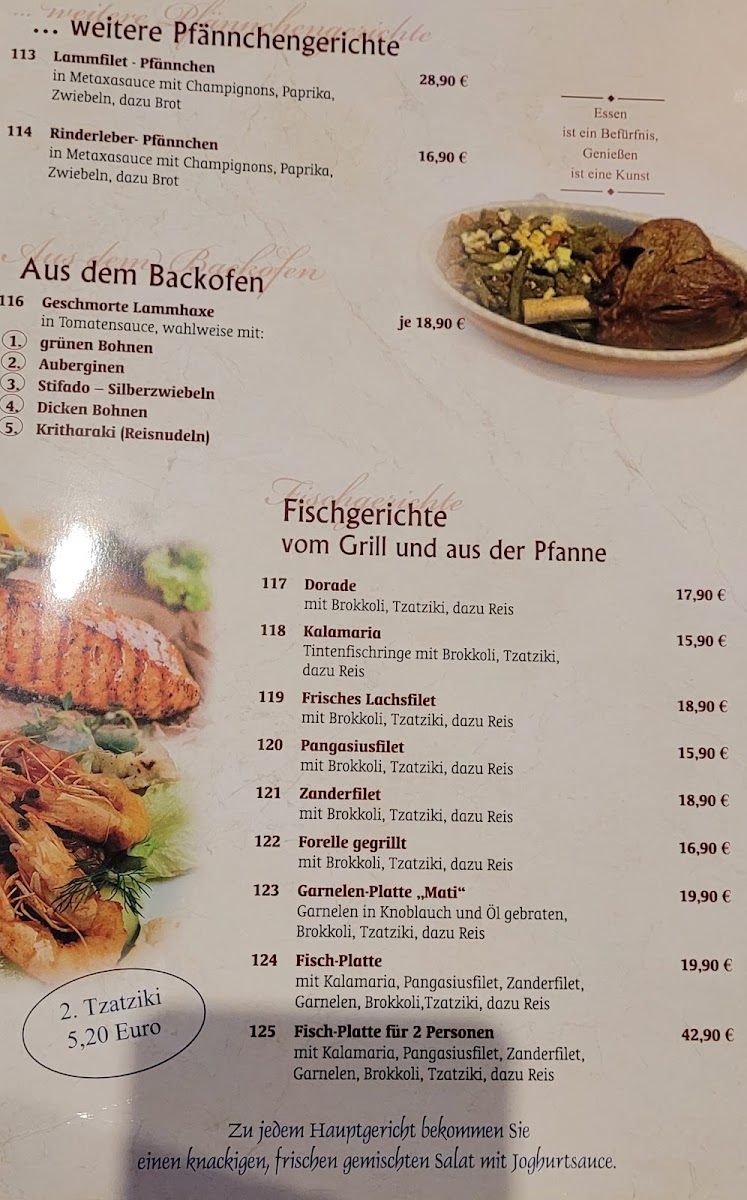 ... weitere Pfännchengerichte
... weitere Pfännchengerichte
113 Lammfilet - Pfännchen
in Metaxasauce mit Champignons, Paprika, 28,90 €
Zwiebeln, dazu Brot
114 Rinderleber- Pfännchen
in Metaxasauce mit Champignons, Paprika, 16,90 €
Zwiebeln, dazu Brot
Essen
ist ein Befürfnis,
Genießen
ist eine Kunst
Aus dem Backofen
Aus dem Backofen
116 Geschmorte Lammhaxe
in Tomatensauce, wahlweise mit: je 18,90 €
1. grünen Bohnen
2. Auberginen
3. Stifado – Silberzwiebeln
4. Dicken Bohnen
5. Kritharaki (Reisnudeln)
Fischgerichte
Fischgerichte
vom Grill und aus der Pfanne
117 Dorade 17,90 €
mit Brokkoli, Tzatziki, dazu Reis
118 Kalamaria 15,90 €
Tintenfischringe mit Brokkoli, Tzatziki,
dazu Reis
119 Frisches Lachsfilet 18,90 €
mit Brokkoli, Tzatziki, dazu Reis
120 Pangasiusfilet 15,90 €
mit Brokkoli, Tzatziki, dazu Reis
121 Zanderfilet 18,90 €
mit Brokkoli, Tzatziki, dazu Reis
122 Forelle gegrillt 16,90 €
mit Brokkoli, Tzatziki, dazu Reis
123 Garnelen-Platte „Mati“ 19,90 €
Garnelen in Knoblauch und Öl gebraten,
Brokkoli, Tzatziki, dazu Reis
124 Fisch-Platte 19,90 €
mit Kalamaria, Pangasiusfilet, Zanderfilet,
Garnelen, Brokkoli,Tzatziki, dazu Reis
125 Fisch-Platte für 2 Personen 42,90 €
mit Kalamaria, Pangasiusfilet, Zanderfilet,
Garnelen, Brokkoli, Tzatziki, dazu Reis
2. Tzatziki
5,20 Euro
Zu jedem Hauptgericht bekommen Sie
einen knackigen, frischen gemischten Salat mit Joghurtsauce.